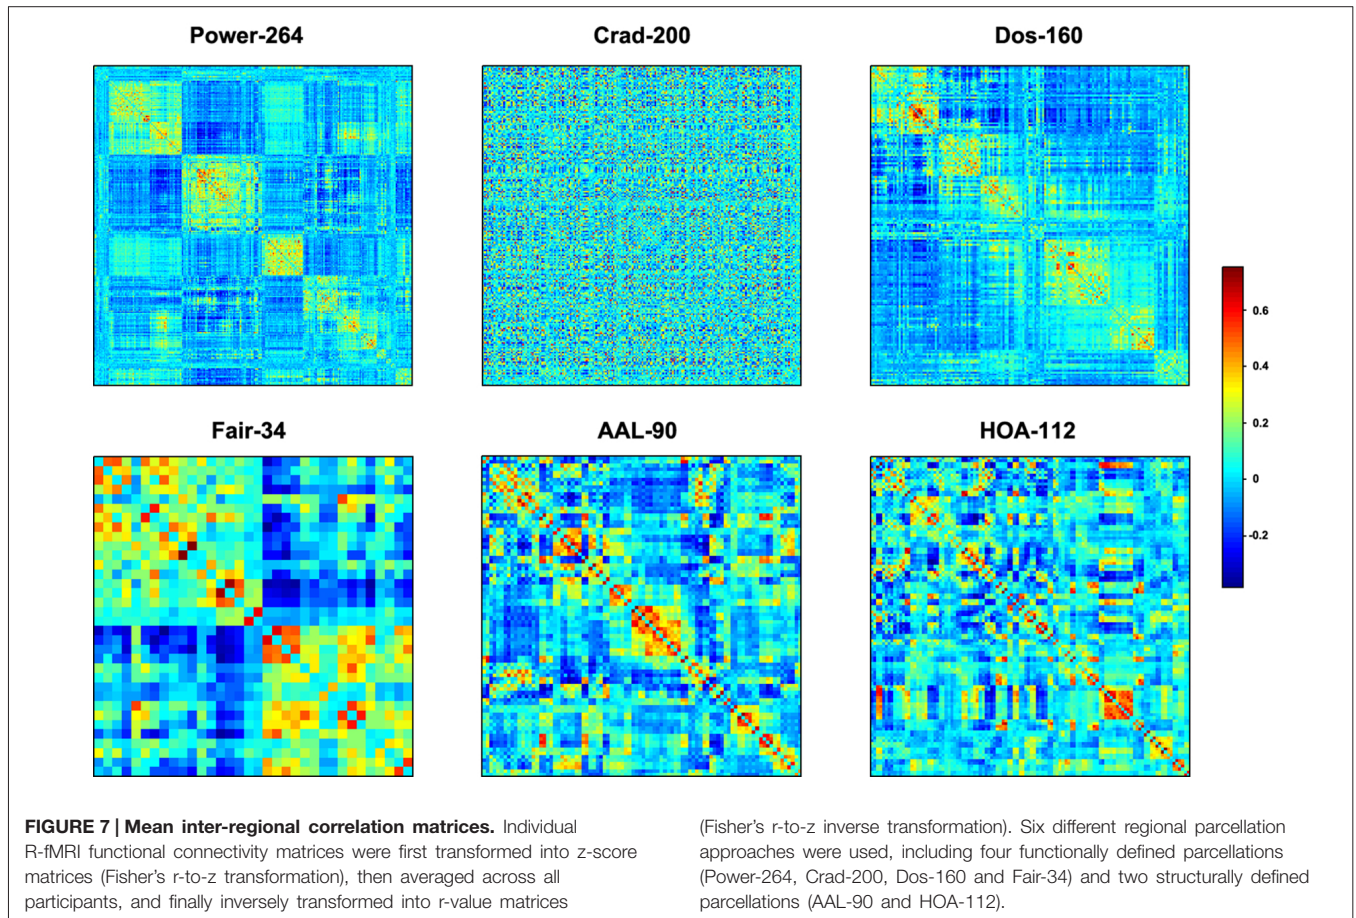 Power-264
Crad-200
Dos-160
Fair-34
AAL-90
HOA-112
0.6
0.4
0.2
0
-0.2
FIGURE 7 | Mean inter-regional correlation matrices. Individual
R-fMRI functional connectivity matrices were first transformed into z-score
matrices (Fisher's r-to-z transformation), then averaged across all
participants, and finally inversely transformed into r-value matrices
(Fisher's r-to-z inverse transformation). Six different regional parcellation
approaches were used, including four functionally defined parcellations
(Power-264, Crad-200, Dos-160 and Fair-34) and two structurally defined
parcellations (AAL-90 and HOA-112).